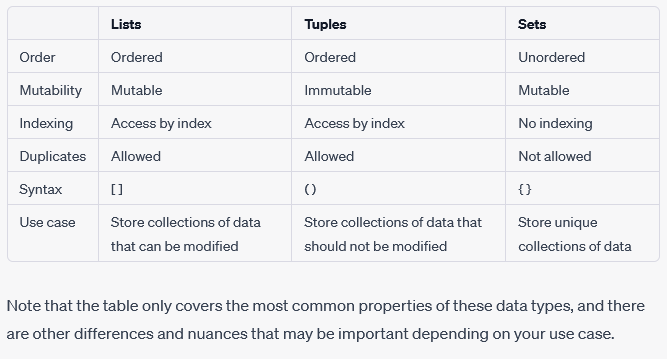 Lists Tuples Sets
Order Ordered Ordered Unordered
Mutability Mutable Immutable Mutable
Indexing Access by index Access by index No indexing
Duplicates Allowed Allowed Not allowed
Syntax [] () {}
Use case Store collections of data Store collections of data that Store unique
that can be modified should not be modified collections of data
Note that the table only covers the most common properties of these data types, and there
are other differences and nuances that may be important depending on your use case.